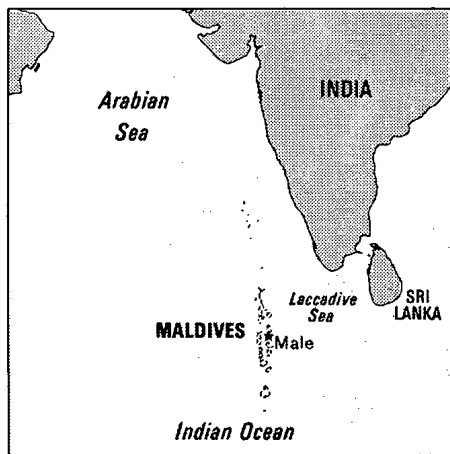 INDIA
Arabian
Sea
Laccadive
Sea
SRI
LANKA
MALDIVES
Male
Indian Ocean